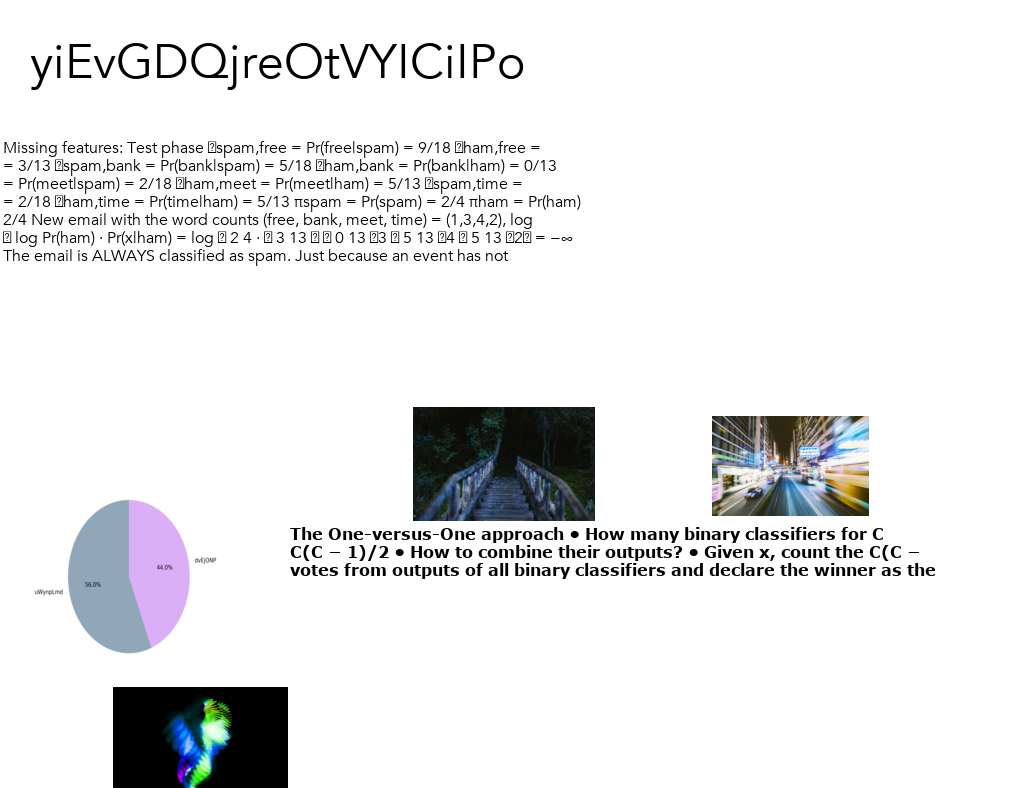 yiEvGDQjreOtVYICiIPo
Missing features: Test phase spam,free = Pr(free|spam) = 9/18 ham,free =
= 3/13 spam,bank = Pr(bank|spam) = 5/18 ham,bank = Pr(bank|ham) = 0/13
= Pr(meet|spam) = 2/18 ham,meet = Pr(meet|ham) = 5/13 spam,time =
= 2/18 ham,time = Pr(time|ham) = 5/13 πspam = Pr(spam) = 2/4 πham = Pr(ham)
2/4 New email with the word counts (free, bank, meet, time) = (1,3,4,2), log
log Pr(ham) · Pr(x|ham) = log 2 4 · 3 13 0 13 3 5 13 4 5 13 2 = −∞
The email is ALWAYS classified as spam. Just because an event has not
The One-versus-One approach • How many binary classifiers for C
C(C − 1)/2 • How to combine their outputs? • Given x, count the C(C −
votes from outputs of all binary classifiers and declare the winner as the
dvEjONP
44.0%
56.0%
uWynpLmd